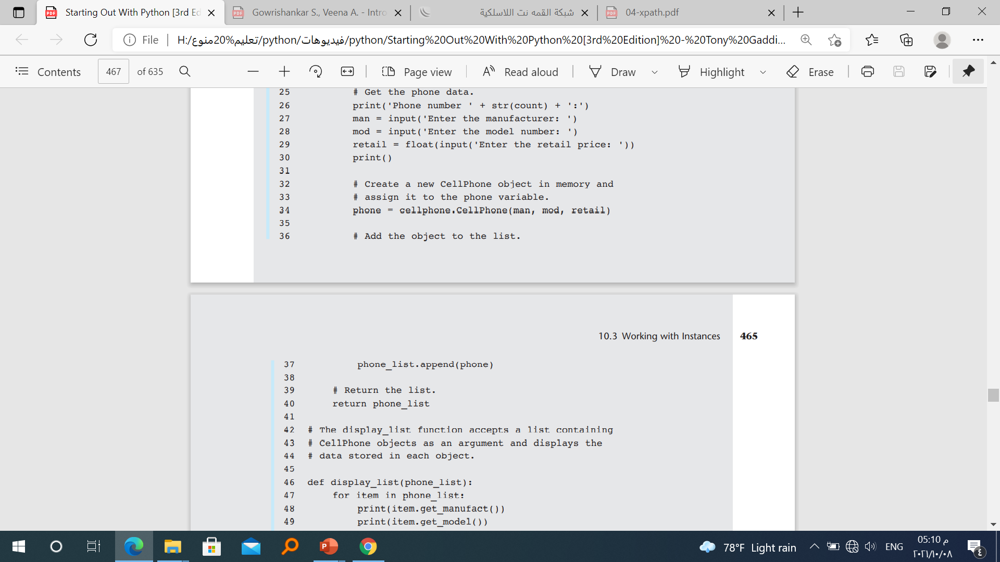 Starting Out With Python [3rd Ed
Gowrishankar S., Veena A. - Intro
شبكة القمه نت اللاسلكية
04-xpath.pdf
File
H:/تعليم%20منوع/python/فيديوهات/python/Starting%20Out%20With%20Python%20[3rd%20Edition]%20-%20Tony%20Gaddi...
Contents
467
of 635
Page view
Read aloud
Draw
Highlight
Erase
25 # Get the phone data.
26 print('Phone number ' + str(count) + ':')
27 man = input('Enter the manufacturer: ')
28 mod = input('Enter the model number: ')
29 retail = float(input('Enter the retail price: '))
30 print()
31
32 # Create a new CellPhone object in memory and
33 # assign it to the phone variable.
34 phone = cellphone.CellPhone(man, mod, retail)
35
36 # Add the object to the list.
10.3 Working with Instances 465
37 phone_list.append(phone)
38
39 # Return the list.
40 return phone_list
41
42 # The display_list function accepts a list containing
43 # CellPhone objects as an argument and displays the
44 # data stored in each object.
45
46 def display_list(phone_list):
47 for item in phone_list:
48 print(item.get_manufact())
49 print(item.get_model())
78°F Light rain
ENG
05:10 م
٢٠٢١/١٠/٠٨
٤